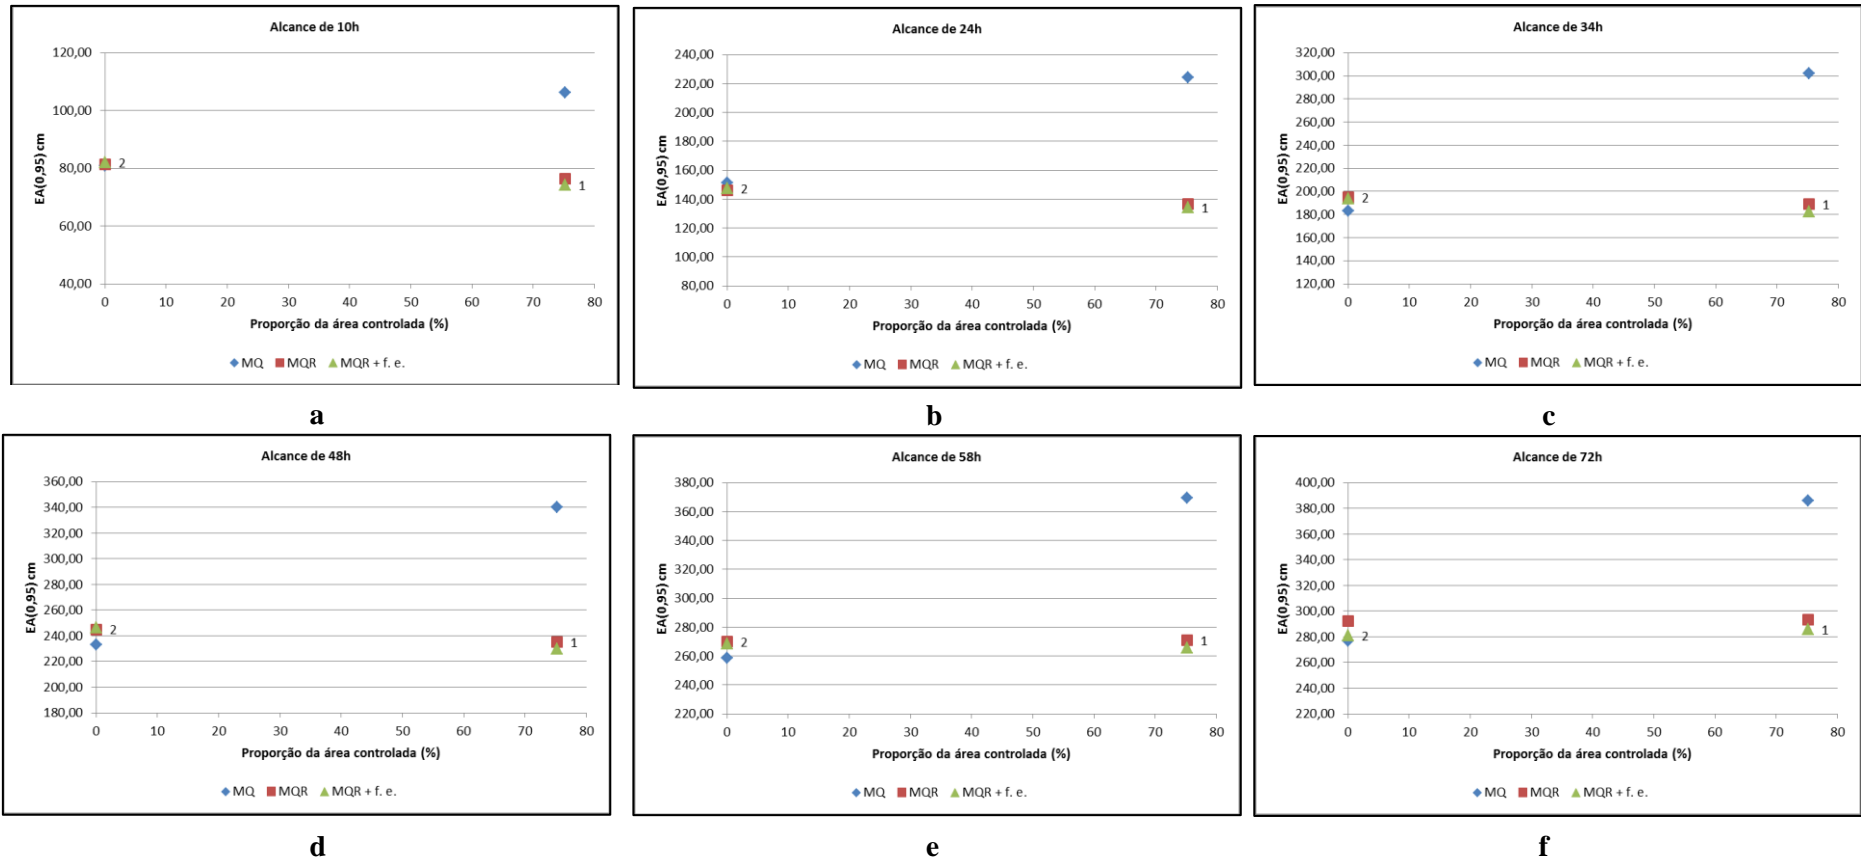 Alcance de 10h
EA(0,95) cm
120,00
100,00
80,00
60,00
40,00
2
1
0 10 20 30 40 50 60 70 80
Proporção da área controlada (%)
MQ MQR MQR + f. e.
a
Alcance de 24h
EA(0,95) cm
240,00
220,00
200,00
180,00
160,00
140,00
120,00
100,00
80,00
2
1
0 10 20 30 40 50 60 70 80
Proporção da área controlada (%)
MQ MQR MQR + f. e.
b
Alcance de 34h
EA(0,95) cm
320,00
300,00
280,00
260,00
240,00
220,00
200,00
180,00
160,00
140,00
120,00
2
1
0 10 20 30 40 50 60 70 80
Proporção da área controlada (%)
MQ MQR MQR + f. e.
c
Alcance de 48h
EA(0,95) cm
360,00
340,00
320,00
300,00
280,00
260,00
240,00
220,00
200,00
180,00
2
1
0 10 20 30 40 50 60 70 80
Proporção da área controlada (%)
MQ MQR MQR + f. e.
d
Alcance de 58h
EA(0,95) cm
380,00
360,00
340,00
320,00
300,00
280,00
260,00
240,00
220,00
2
1
0 10 20 30 40 50 60 70 80
Proporção da área controlada (%)
MQ MQR MQR + f. e.
e
Alcance de 72h
EA(0,95) cm
400,00
380,00
360,00
340,00
320,00
300,00
280,00
260,00
240,00
220,00
2
1
0 10 20 30 40 50 60 70 80
Proporção da área controlada (%)
MQ MQR MQR + f. e.
f